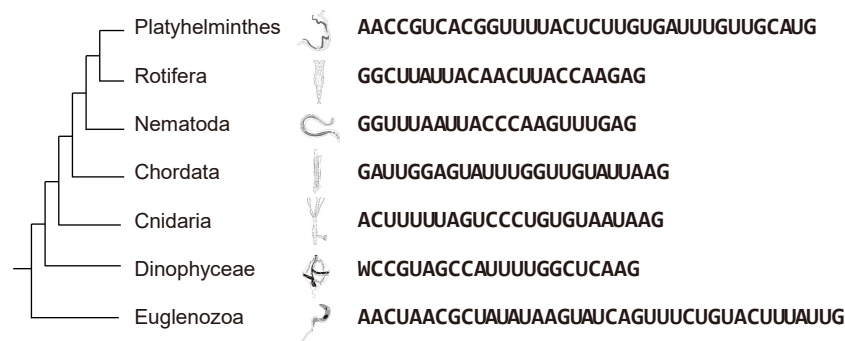 Platyhelminthes AACCGUCACGGUUUUACUCUUGUGAUUUGUUGCAUG
Rotifera GGCUUAUUACAACUUACCAAGAG
Nematoda GGUUUAAUUACCCAAGUUUGAG
Chordata GAUUGGAGUAUUUGGUUGUAUUAAG
Cnidaria ACUUUUUAGUCCCUGUGUAAUAAG
Dinophyceae WCCGUAGCCAUUUUGGCUCAAG
Euglenozoa AACUAACGCUAUAUAAGUAUCAGUUUCUGUACUUUAUUG